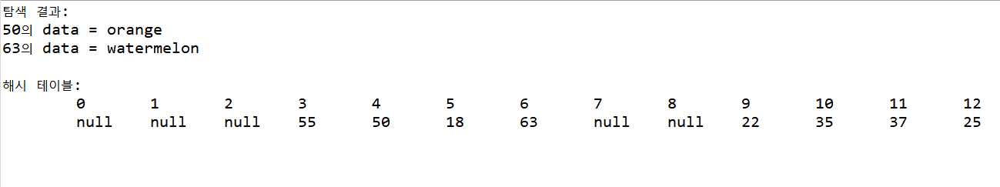 탐색 결과:
50의 data = orange
63의 data = watermelon
해시 테이블:
0 1 2 3 4 5 6 7 8 9 10 11 12
null null null 55 50 18 63 null null 22 35 37 25